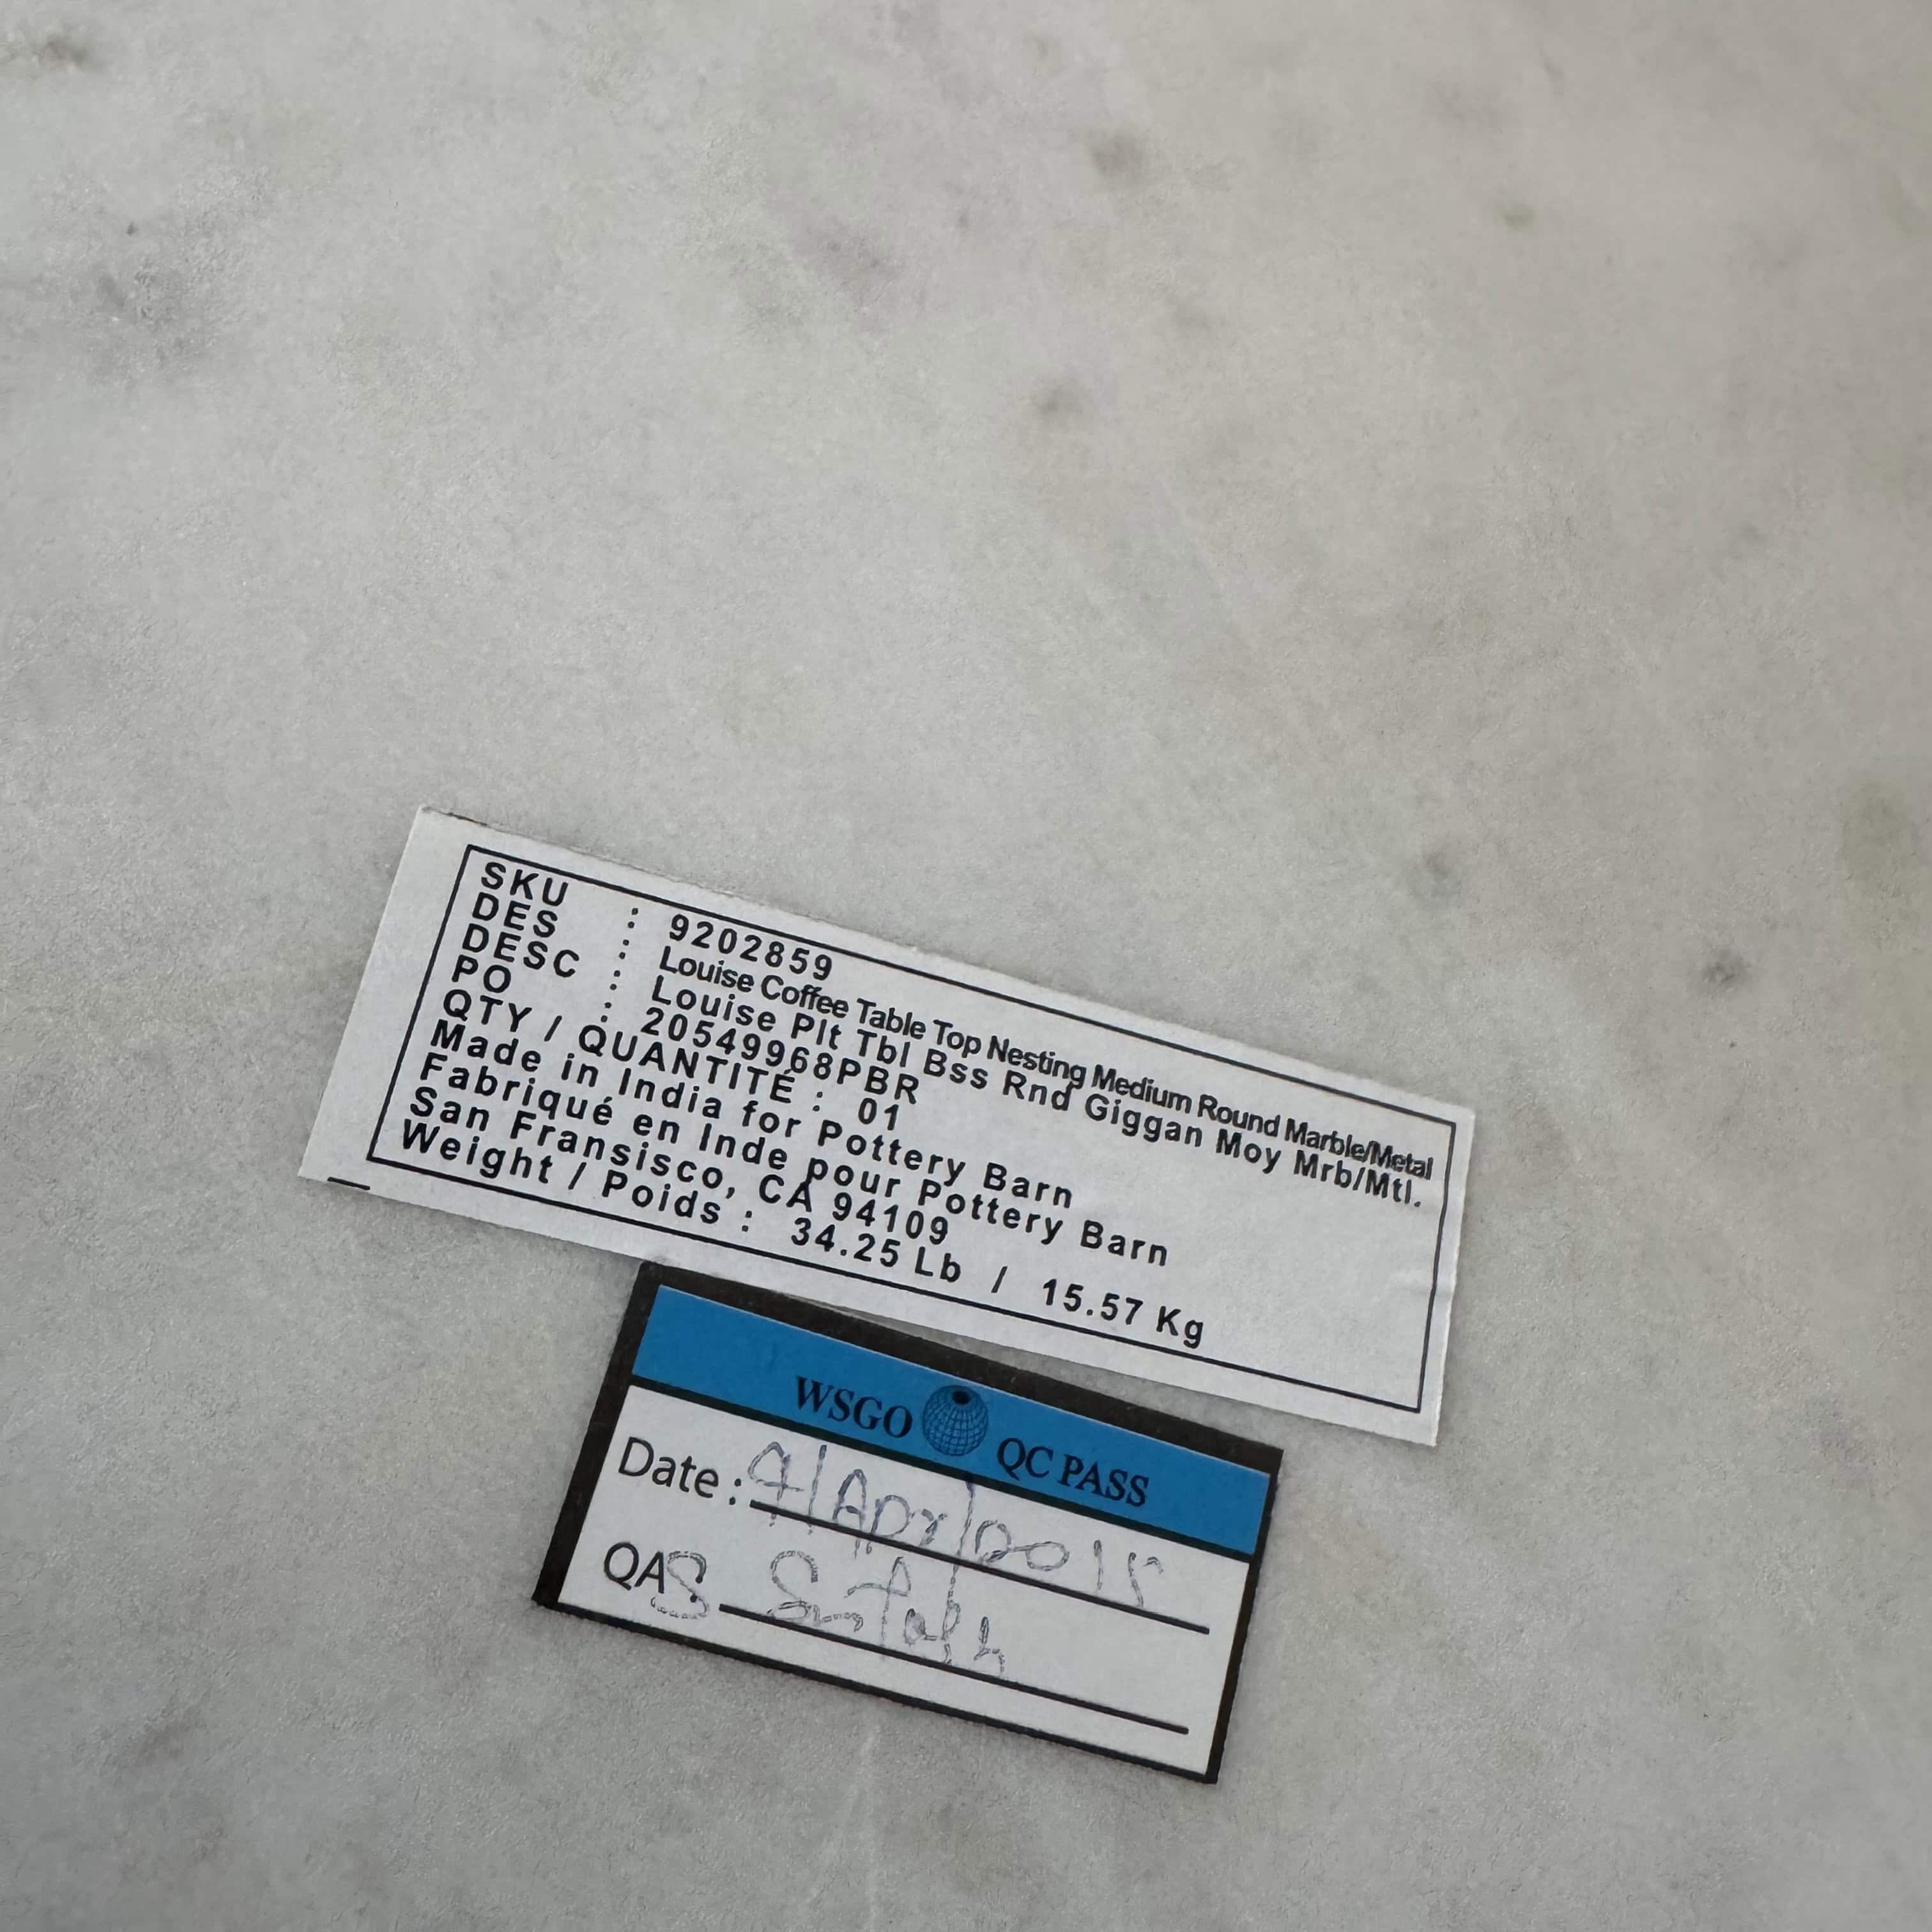 SKU : 9202859
DES : Louise Coffee Table Top Nesting Medium Round Marble/Metal
DESC : Louise Plt Tbl Bss Rnd Giggan Moy Mrb/Mtl.
PO : 20549968PBR
QTY / QUANTITÉ : 01
Made in India for Pottery Barn
Fabriqué en Inde pour Pottery Barn
San Fransisco, CA 94109
Weight / Poids : 34.25 Lb / 15.57 Kg
WSGO QC PASS
Date :
QAS